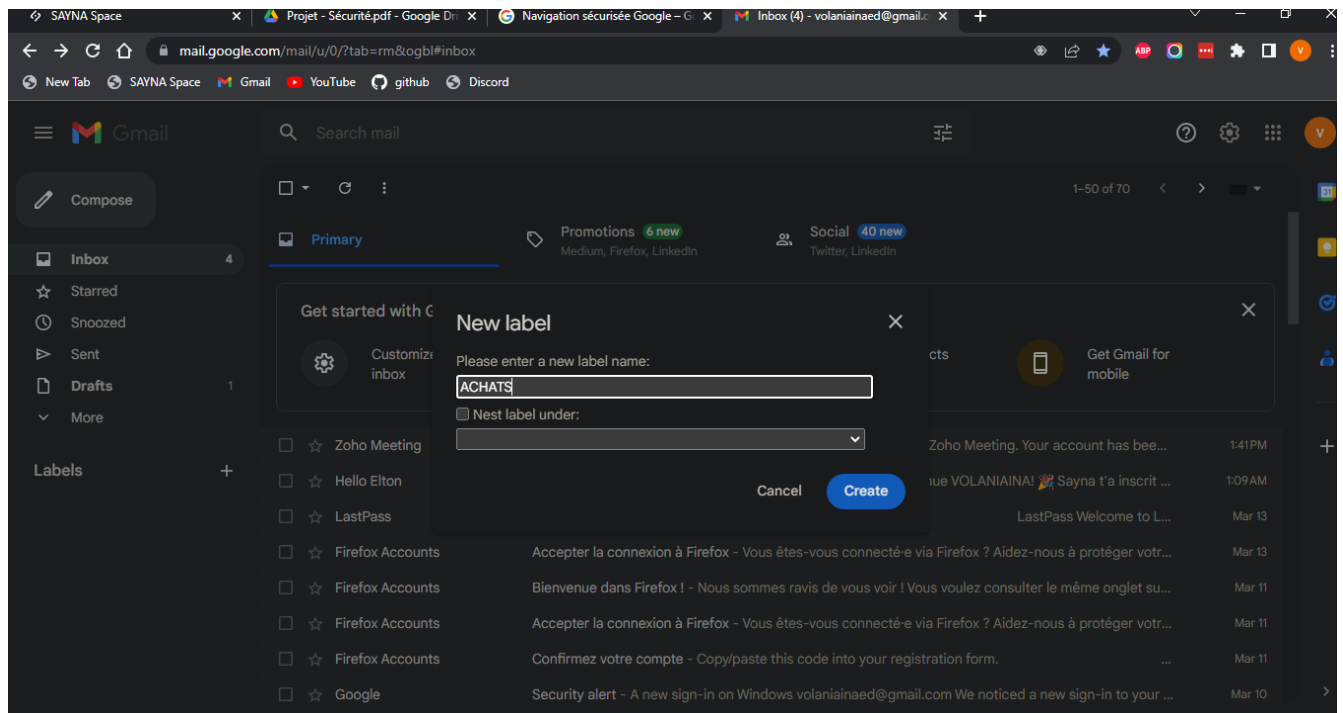 SAYNA Space
Projet - Sécurité.pdf - Google Dri
Navigation sécurisée Google – G
Inbox (4) - volaniainaed@gmail.c
mail.google.com/mail/u/0/?tab=rm&ogbl#inbox
ABP
V
New Tab SAYNA Space Gmail YouTube github Discord
Gmail
Search mail
V
Compose
1–50 of 70
31
Primary
Promotions 6 new
Medium, Firefox, LinkedIn
Social 40 new
Twitter, LinkedIn
Inbox 4
Starred
Snoozed
Sent
Drafts 1
More
Labels
Get started with G
Customize
inbox
cts
Get Gmail for
mobile
New label
Please enter a new label name:
ACHATS
Nest label under:
Cancel Create
Zoho Meeting Zoho Meeting. Your account has bee... 1:41 PM
Hello Elton nue VOLANIAINA! 🎉 Sayna t'a inscrit ... 1:09 AM
LastPass LastPass Welcome to L... Mar 13
Firefox Accounts Accepter la connexion à Firefox - Vous êtes-vous connecté·e via Firefox ? Aidez-nous à protéger votr... Mar 13
Firefox Accounts Bienvenue dans Firefox ! - Nous sommes ravis de vous voir ! Vous voulez consulter le même onglet su... Mar 11
Firefox Accounts Accepter la connexion à Firefox - Vous êtes-vous connecté·e via Firefox ? Aidez-nous à protéger votr... Mar 11
Firefox Accounts Confirmez votre compte - Copy/paste this code into your registration form. ... Mar 11
Google Security alert - A new sign-in on Windows volaniainaed@gmail.com We noticed a new sign-in to your ... Mar 10